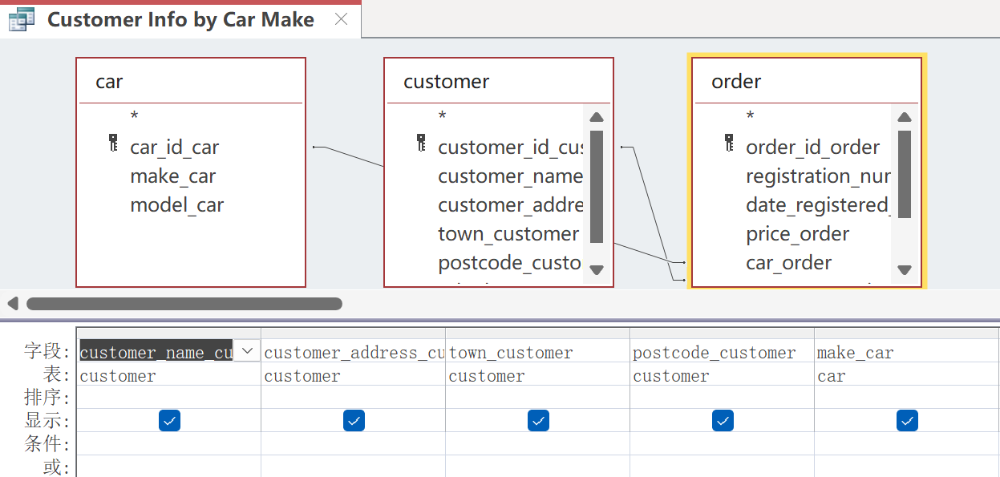 Customer Info by Car Make
car
*
car_id_car
make_car
model_car
customer
*
customer_id_cus
customer_name
customer_addre
town_customer
postcode_custo
order
*
order_id_order
registration_nur
date_registered_
price_order
car_order
字段: customer_name_cu customer_address_cu town_customer postcode_customer make_car
表: customer customer customer customer car
排序:
显示:
条件:
或: